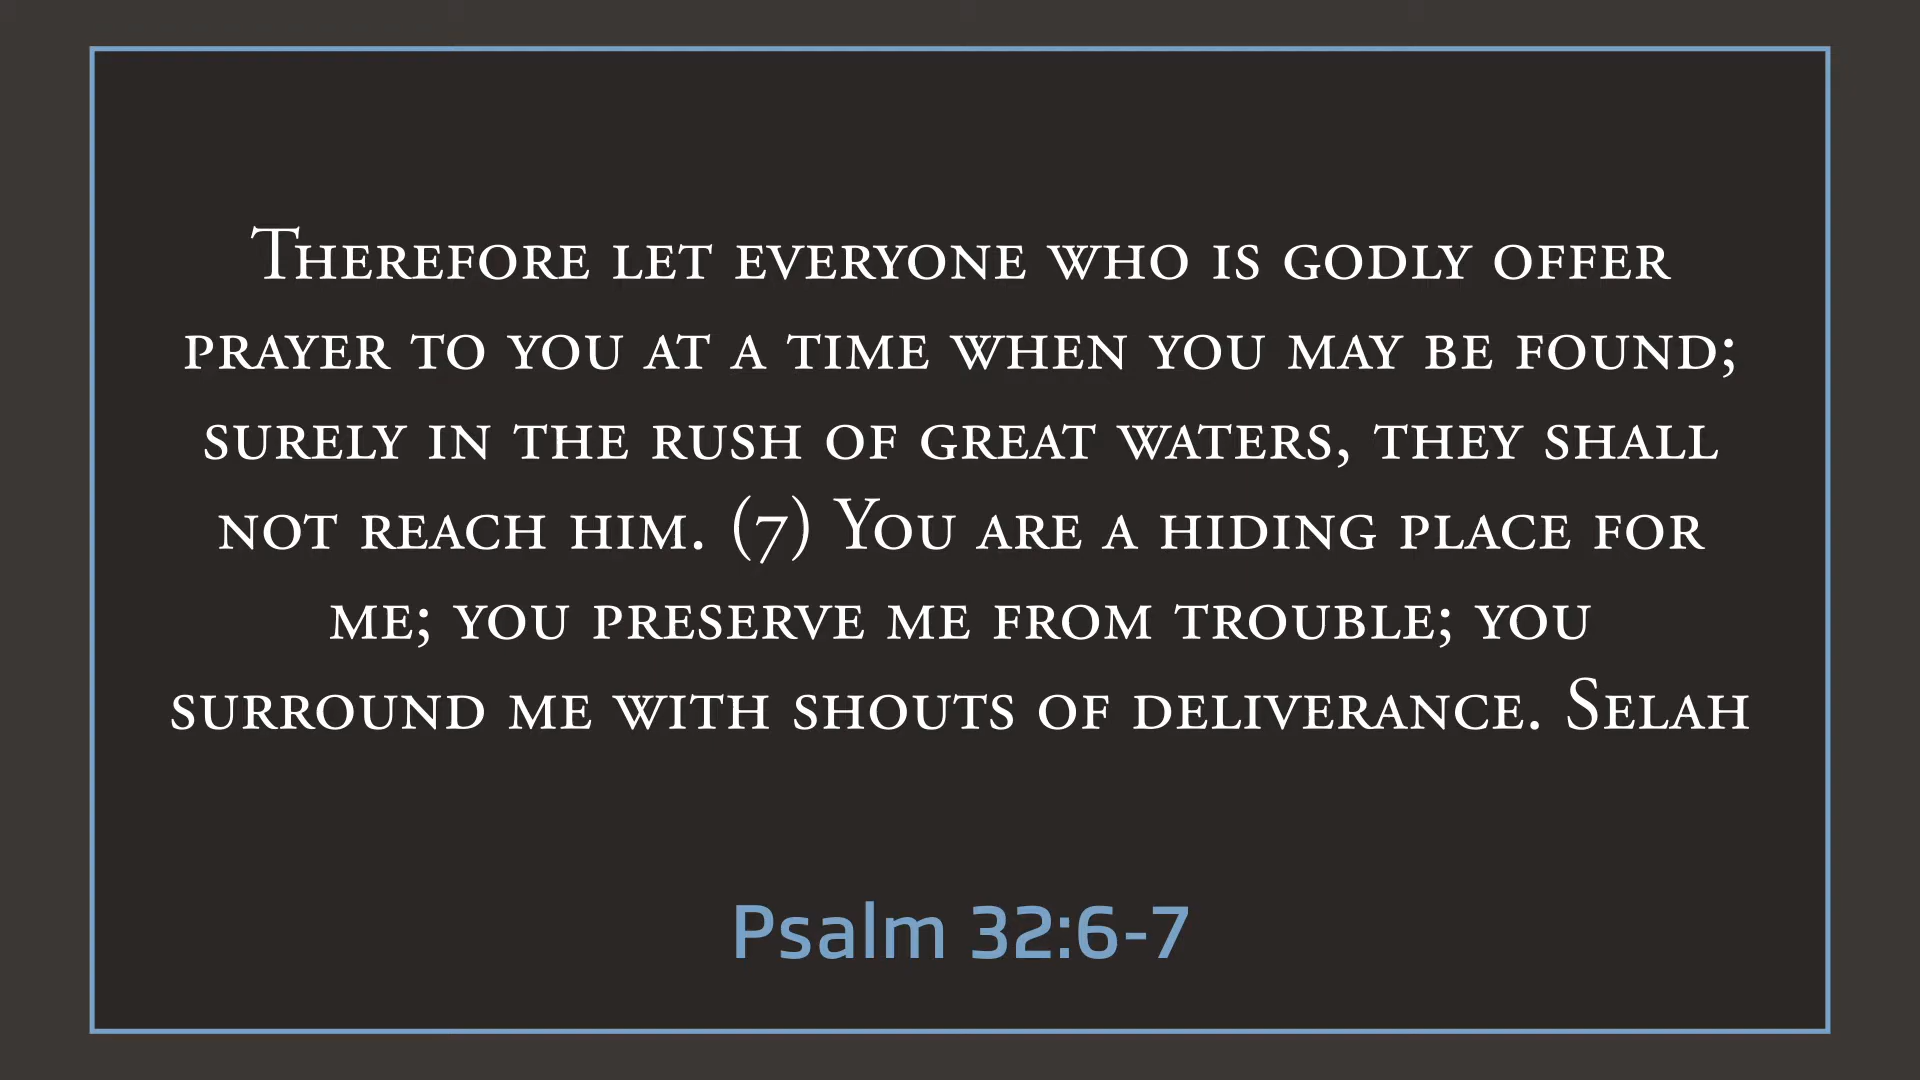 Therefore let everyone who is godly offer
prayer to you at a time when you may be found;
surely in the rush of great waters, they shall
not reach him. (7) You are a hiding place for
me; you preserve me from trouble; you
surround me with shouts of deliverance. Selah
Psalm 32:6-7